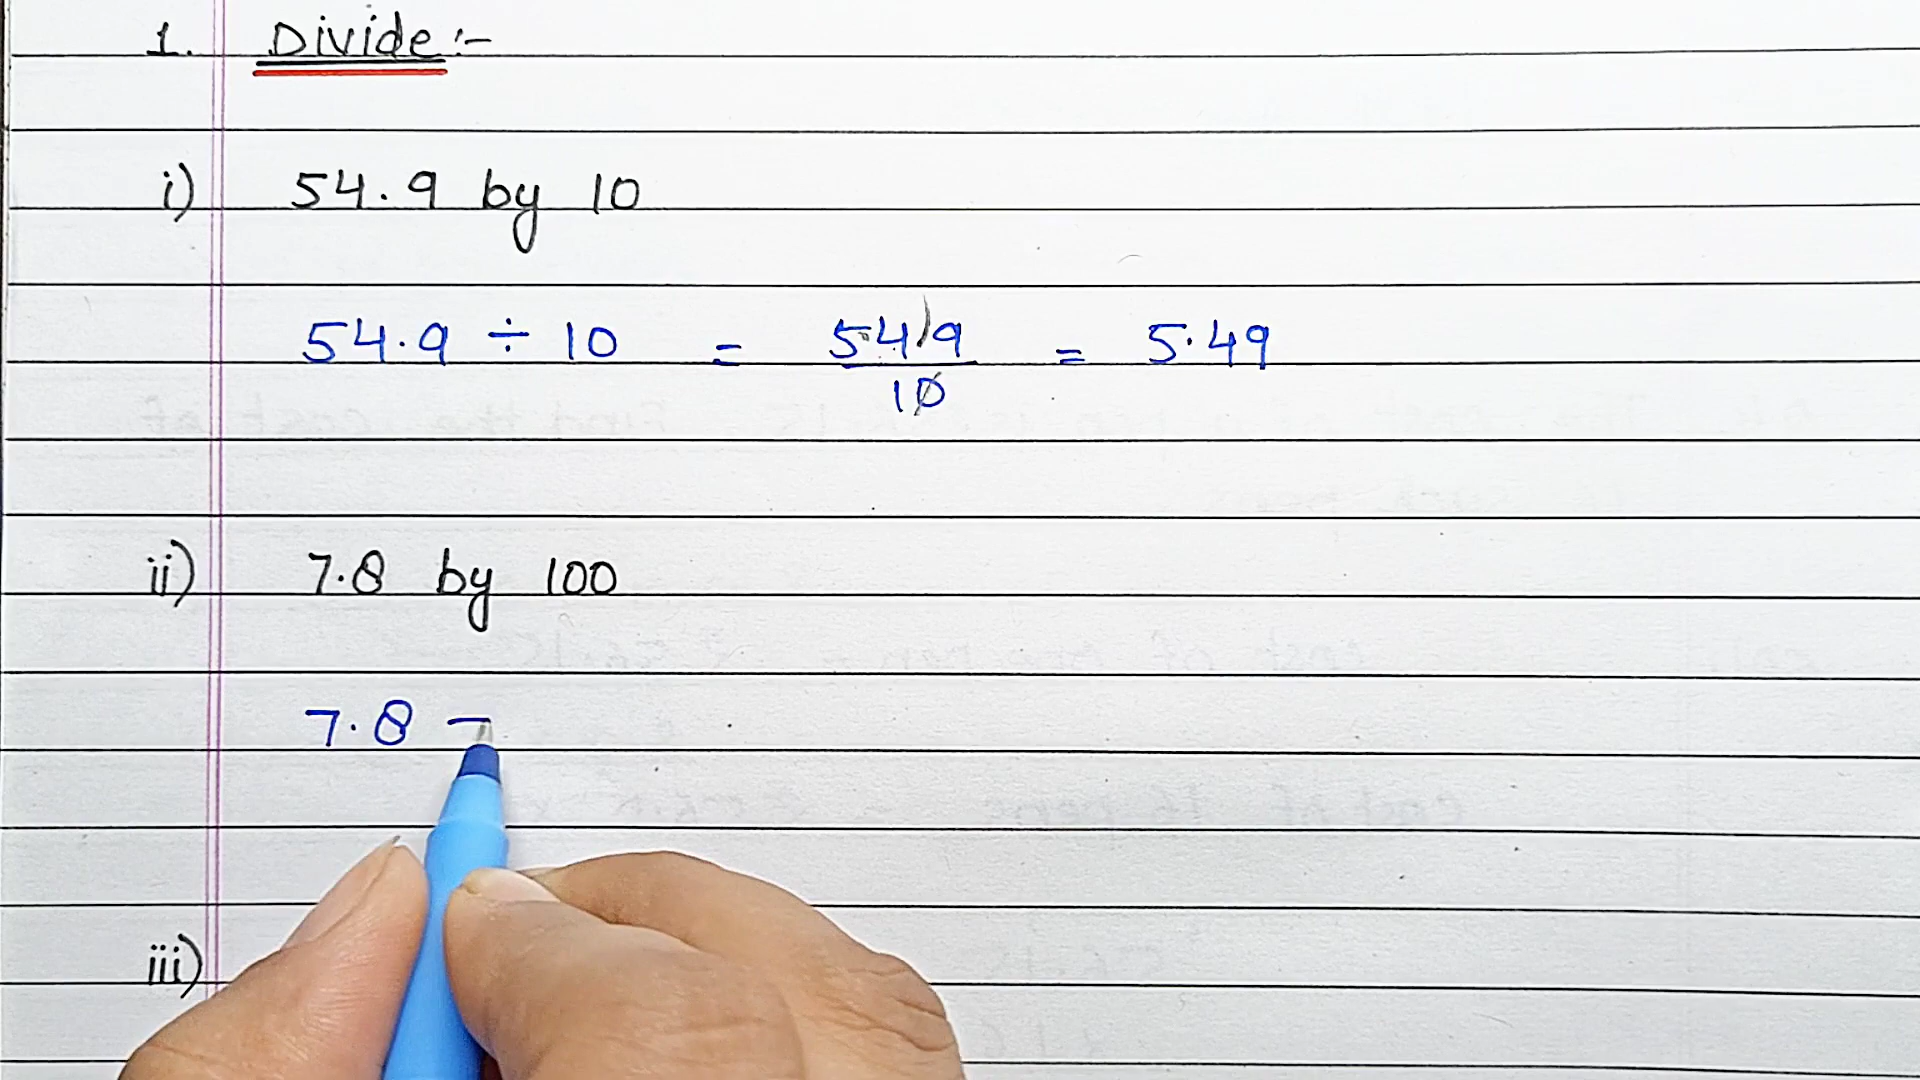 1. Divide:-
i) 54.9 by 10
54.9 ÷ 10 = 54.9/10 = 5.49
ii) 7.8 by 100
7.8
iii)